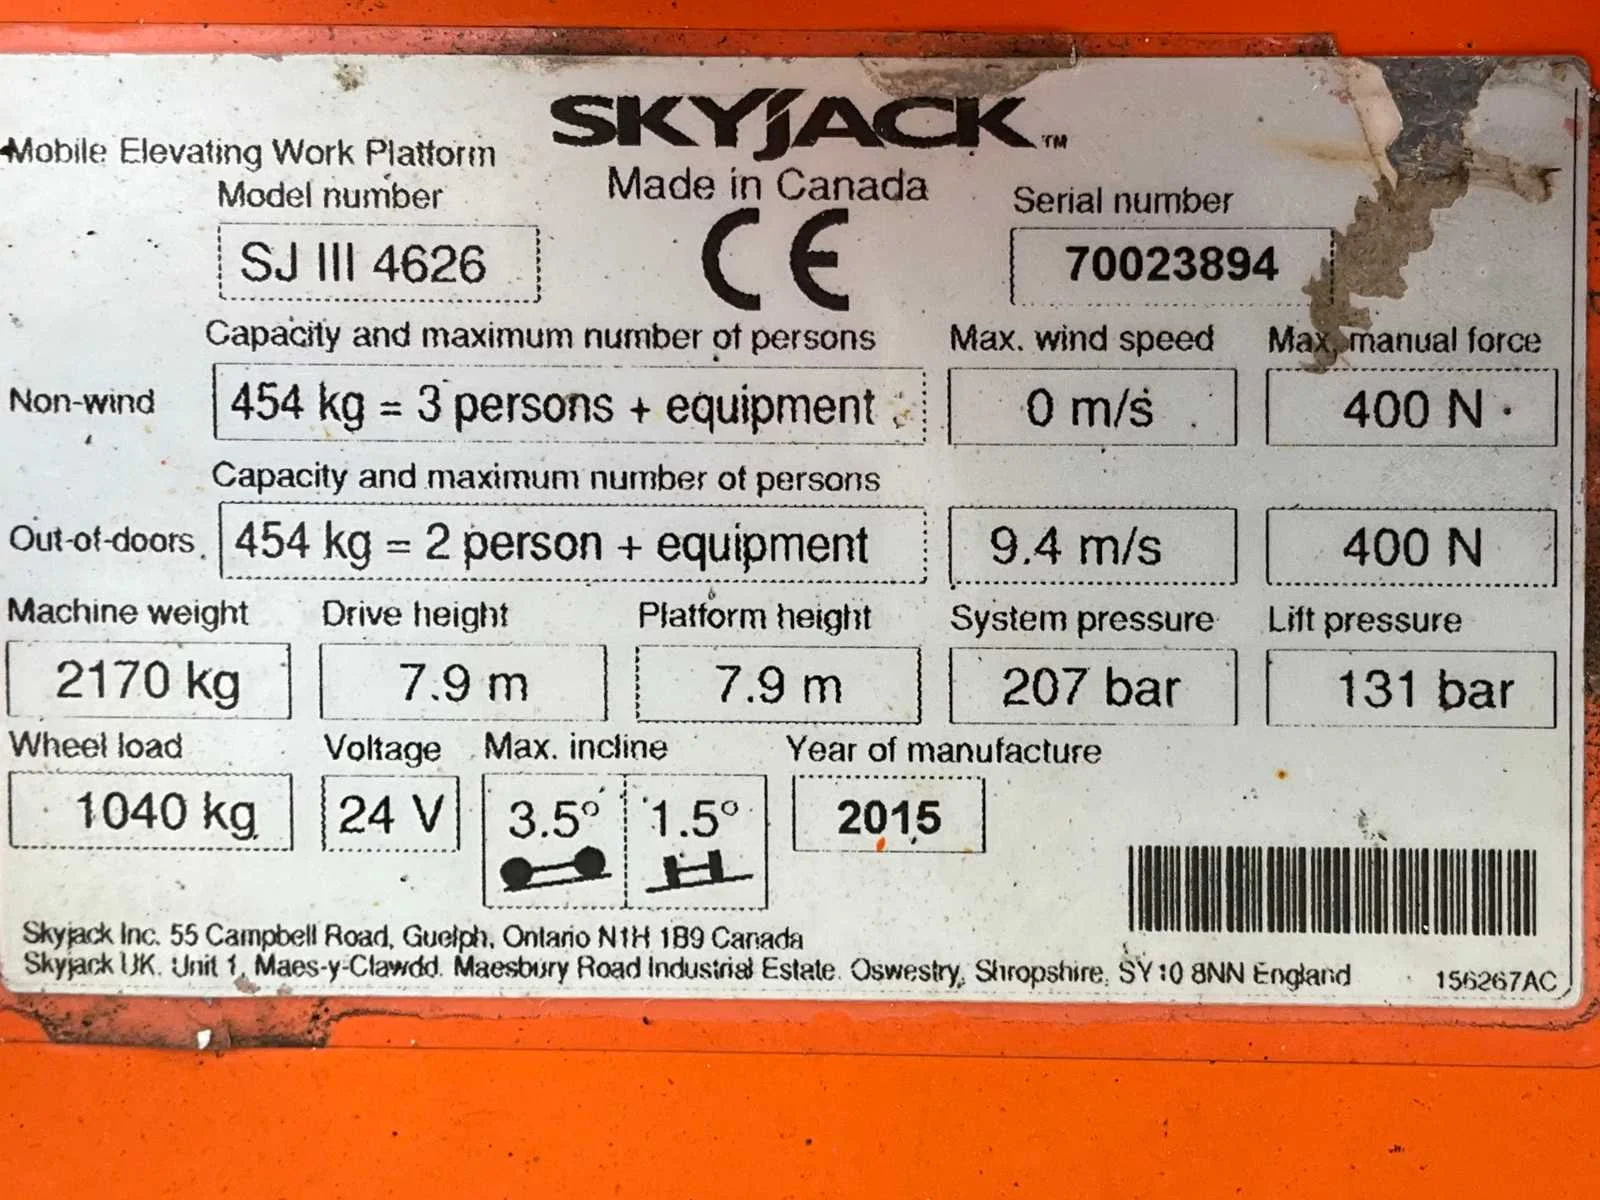 SKYJACK™
Mobile Elevating Work Platform
Made in Canada
Model number
Serial number
SJ III 4626
CE
70023894
Capacity and maximum number of persons
Max. wind speed
Max. manual force
Non-wind
454 kg = 3 persons + equipment
0 m/s
400 N
Capacity and maximum number of persons
Out-of-doors
454 kg = 2 person + equipment
9.4 m/s
400 N
Machine weight
Drive height
Platform height
System pressure
Lift pressure
2170 kg
7.9 m
7.9 m
207 bar
131 bar
Wheel load
Voltage
Max. incline
Year of manufacture
1040 kg
24 V
3.5°
1.5°
2015
Skyjack Inc. 55 Campbell Road, Guelph, Ontario N1H 1B9 Canada
Skyjack UK. Unit 1, Maes-y-Clawdd. Maesbury Road Industrial Estate. Oswestry, Shropshire, SY10 8NN England
156267AC